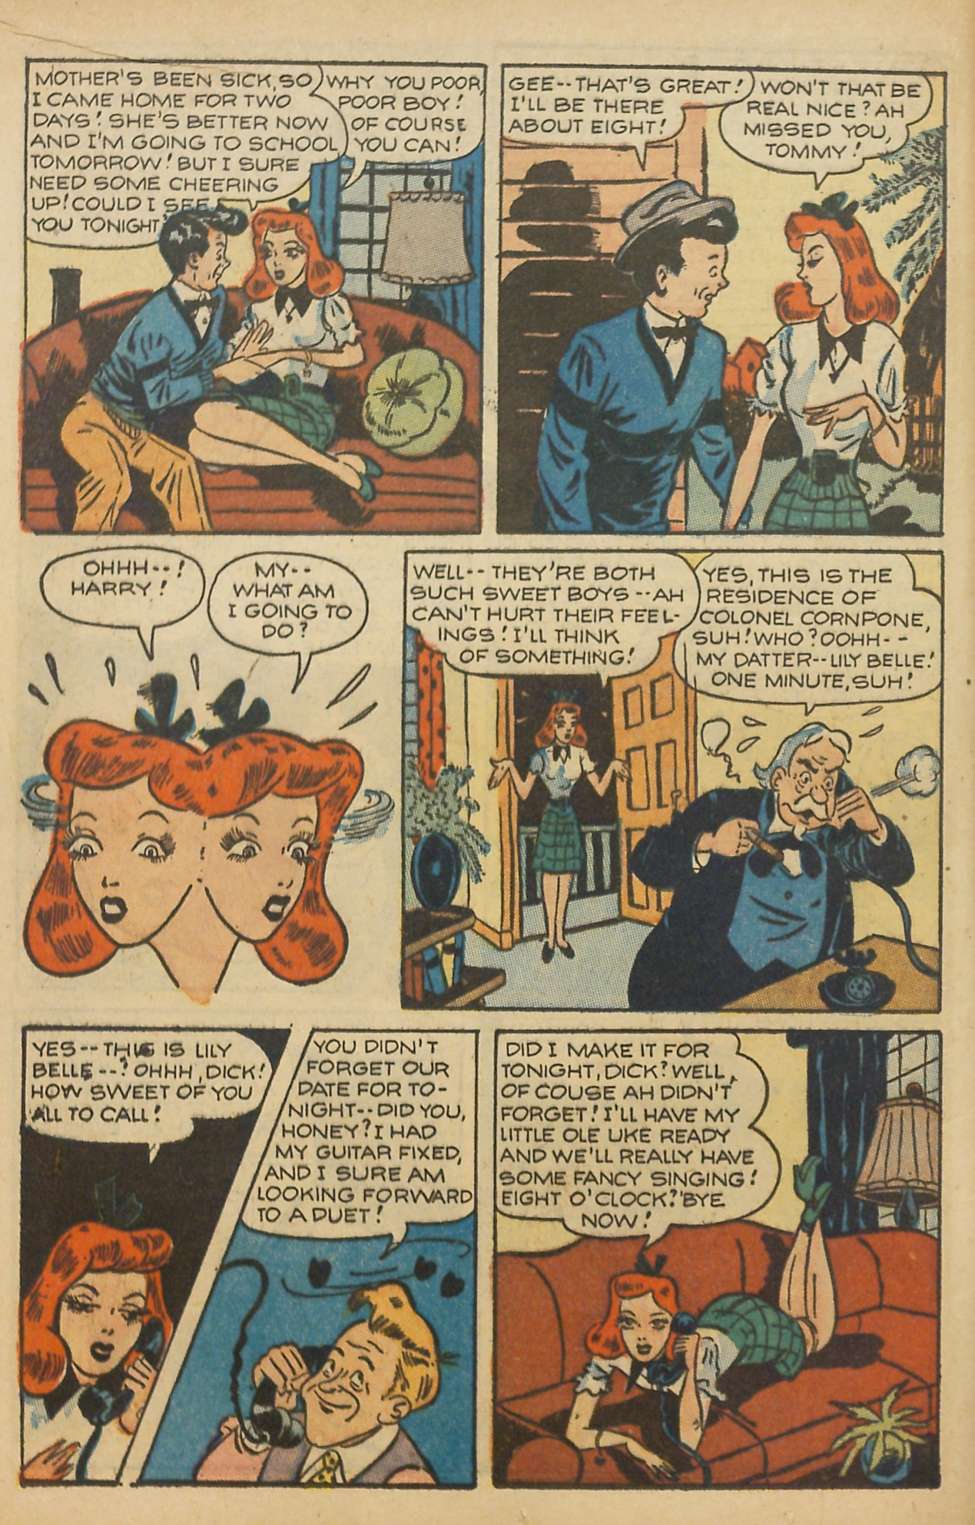 MOTHER'S BEEN SICK, SO
I CAME HOME FOR TWO
DAYS! SHE'S BETTER NOW
AND I'M GOING TO SCHOOL
TOMORROW! BUT I SURE
NEED SOME CHEERING
UP! COULD I SEE
YOU TONIGHT
WHY YOU POOR,
POOR BOY!
OF COURSE
YOU CAN!
GEE-- THAT'S GREAT!
I'LL BE THERE
ABOUT EIGHT!
WON'T THAT BE
REAL NICE? AH
MISSED YOU,
TOMMY!
OHHH--!
HARRY!
MY--
WHAT AM
I GOING TO
DO?
WELL-- THEY'RE BOTH
SUCH SWEET BOYS --AH
CAN'T HURT THEIR FEEL-
INGS! I'LL THINK
OF SOMETHING!
YES, THIS IS THE
RESIDENCE OF
COLONEL CORNPONE,
SUH! WHO? OOHH--
MY DATTER--LILY BELLE!
ONE MINUTE, SUH!
YES--THIS IS LILY
BELLE--? OHHH, DICK!
HOW SWEET OF YOU
ALL TO CALL!
YOU DIDN'T
FORGET OUR
DATE FOR TO-
NIGHT--DID YOU,
HONEY? I HAD
MY GUITAR FIXED,
AND I SURE AM
LOOKING FORWARD
TO A DUET!
DID I MAKE IT FOR
TONIGHT, DICK? WELL,
OF COUSE AH DIDN'T
FORGET! I'LL HAVE MY
LITTLE OLE UKE READY
AND WE'LL REALLY HAVE
SOME FANCY SINGING!
EIGHT O'CLOCK? 'BYE
NOW!